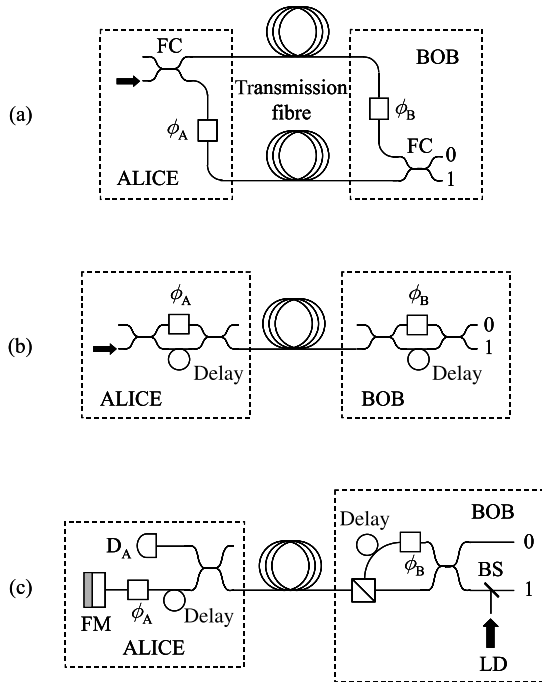 FC
BOB
Transmission
fibre
(a)
ϕA
ϕB
FC
0
1
ALICE
ϕA
ϕB
(b)
0
1
Delay
Delay
ALICE
BOB
BOB
Delay
DA
0
ϕB
BS
(c)
1
ϕA
Delay
FM
ALICE
LD